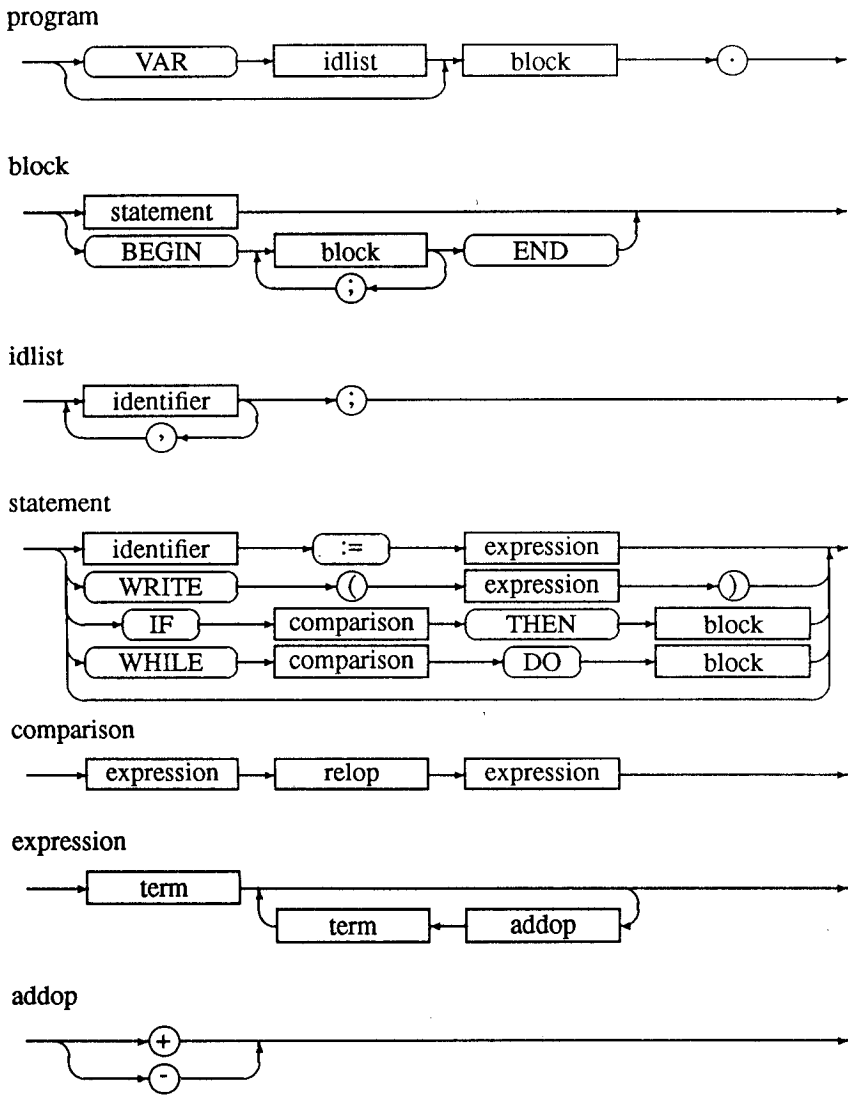 program
VAR idlist block .
block
statement
BEGIN block END
;
idlist
identifier ;
,
statement
identifier := expression
WRITE ( expression )
IF comparison THEN block
WHILE comparison DO block
comparison
expression relop expression
expression
term
term addop
addop
+
-